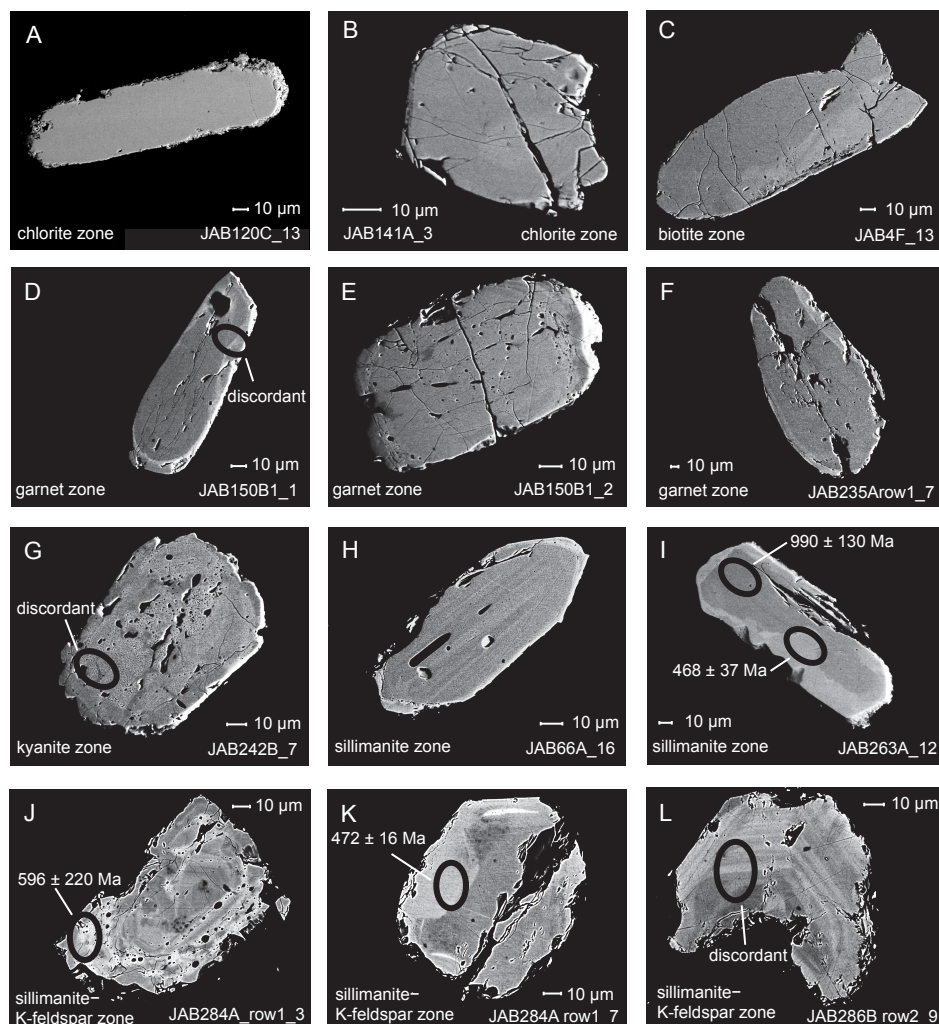 A
10 µm
chlorite zone
JAB120C_13
B
10 µm
JAB141A_3
chlorite zone
C
10 µm
biotite zone
JAB4F_13
D
discordant
10 µm
garnet zone
JAB150B1_1
E
10 µm
garnet zone
JAB150B1_2
F
10 µm
garnet zone
JAB235Arow1_7
G
discordant
10 µm
kyanite zone
JAB242B_7
H
10 µm
sillimanite zone
JAB66A_16
I
990 ± 130 Ma
468 ± 37 Ma
10 µm
sillimanite zone
JAB263A_12
J
10 µm
596 ± 220 Ma
sillimanite–
K-feldspar zone
JAB284A_row1_3
K
472 ± 16 Ma
10 µm
sillimanite–
K-feldspar zone
JAB284A row1_7
L
10 µm
discordant
sillimanite–
K-feldspar zone
JAB286B row2_9